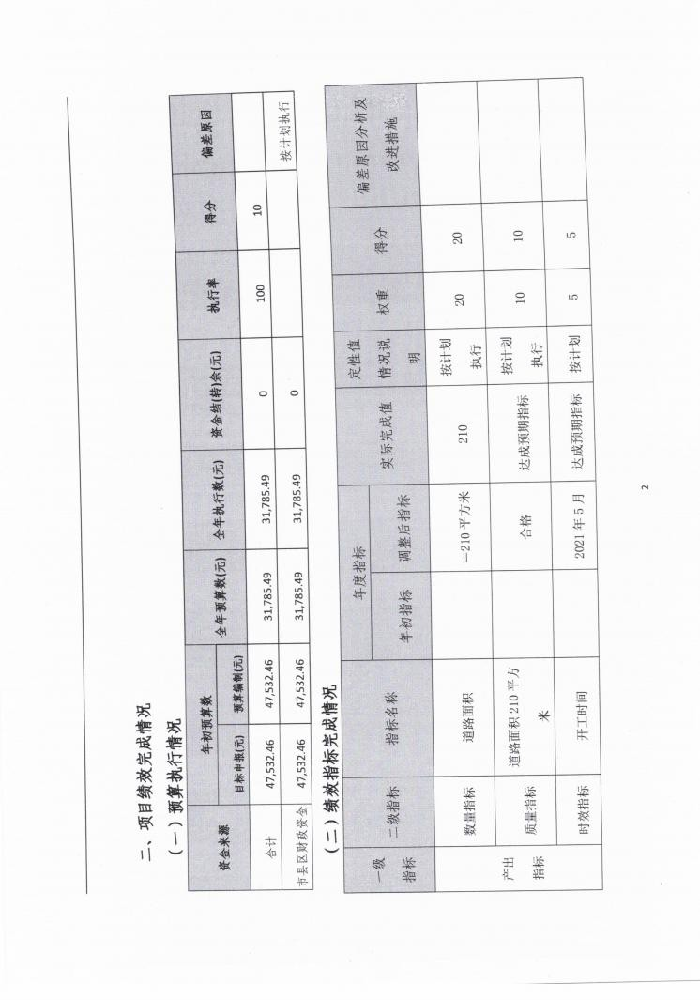 二、项目绩效完成情况
（一）预算执行情况
资金来源 年初预算数 全年预算数(元) 全年执行数(元) 资金结(转)余(元) 执行率 得分 偏差原因
目标申报(元) 预算编制(元)
合计 47,532.46 47,532.46 31,785.49 31,785.49 0 100 10
市县区财政资金 47,532.46 47,532.46 31,785.49 31,785.49 0 按计划执行
（二）绩效指标完成情况
一级
指标
二级指标 指标名称 年度指标 实际完成值
年初指标 调整后指标
定性值
情况说
明
权重 得分
偏差原因分析及
改进措施
产出
指标
数量指标 道路面积 =210 平方米 210
按计划
执行
20 20
质量指标
道路面积 210 平方
米
合格 达成预期指标
按计划
执行
10 10
时效指标 开工时间 2021 年 5 月 达成预期指标 按计划 5 5
2